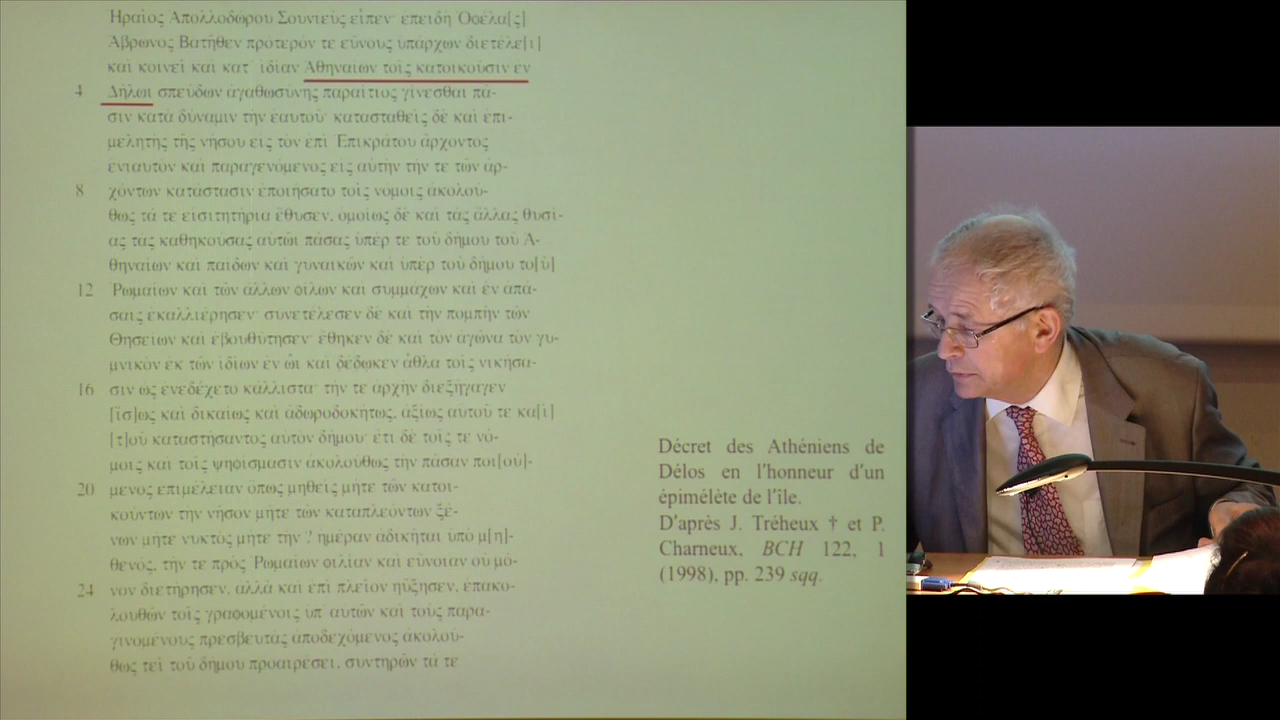 Ἡραῖος Ἀπολλοδώρου Σουνιεὺς εἶπεν· ἐπειδὴ Ὀφέλα[ς]
Ἅβρωνος Βατῆθεν πρότερόν τε εὔνους ὑπάρχων διετέλε[ι]
καὶ κοινεῖ καὶ κατ᾿ ἰδίαν Ἀθηναίων τοῖς κατοικοῦσιν ἐν
4 Δήλωι σπεύδων ἀγαθωσύνης παραίτιος γίνεσθαι πᾶ-
σιν κατὰ δύναμιν τὴν ἑαυτοῦ· κατασταθεὶς δὲ καὶ ἐπι-
μελητὴς τῆς νήσου εἰς τὸν ἐπὶ Ἐπικράτου ἄρχοντος
ἐνιαυτὸν καὶ παραγενόμενος εἰς αὐτὴν τήν τε τῶν ἀρ-
8 χόντων κατάστασιν ἐποιήσατο τοῖς νόμοις ἀκολού-
θως τά τε εἰσιτητήρια ἔθυσεν, ὁμοίως δὲ καὶ τὰς ἄλλας θυσί-
ας τὰς καθηκούσας αὐτῶι πάσας ὑπέρ τε τοῦ δήμου τοῦ Ἀ-
θηναίων καὶ παίδων καὶ γυναικῶν καὶ ὑπὲρ τοῦ δήμου το[ῦ]
12 Ῥωμαίων καὶ τῶν ἄλλων φίλων καὶ συμμάχων καὶ ἐν ἁπά-
σαις ἐκαλλιέρησεν· συνετέλεσεν δὲ καὶ τὴν πομπὴν τῶν
Θησείων καὶ ἐβουθύτησεν· ἔθηκεν δὲ καὶ τὸν ἀγῶνα τὸν γυ-
μνικὸν ἐκ τῶν ἰδίων ἐν ὧι καὶ δέδωκεν ἆθλα τοῖς νικήσα-
16 σιν ὡς ἐνεδέχετο κάλλιστα· τήν τε ἀρχὴν διεξήγαγεν
[ἴσ]ως καὶ δικαίως καὶ ἀδωροδοκήτως, ἀξίως αὑτοῦ τε κα[ὶ]
[τ]οῦ καταστήσαντος αὐτὸν δήμου· ἔτι δὲ τοῖς τε νό-
μοις καὶ τοῖς ψηφίσμασιν ἀκολούθως τὴν πᾶσαν ποι[ού]-
20 μενος ἐπιμέλειαν ὅπως μηθεὶς μήτε τῶν κατοι-
κούντων τὴν νῆσον μήτε τῶν καταπλεόντων ξέ-
νων μήτε νυκτὸς μήτε τὴν ? ἡμέραν ἀδικῆται ὑπὸ μ[η]-
θενός, τήν τε πρὸς Ῥωμαίων φιλίαν καὶ εὔνοιαν οὐ μό-
24 νον διετήρησεν, ἀλλὰ καὶ ἐπὶ πλεῖον ηὔξησεν, ἐπακο-
λουθῶν τοῖς γραφομένοις ὑπ᾿ αὐτῶν καὶ τοὺς παρα-
γινομένους πρεσβευτὰς ἀποδεχόμενος ἀκολού-
θως τεῖ τοῦ δήμου προαιρέσει, συντηρῶν τά τε
Décret des Athéniens de
Délos en l'honneur d'un
épimélète de l'île.
D'après J. Tréheux † et P.
Charneux, BCH 122, 1
(1998), pp. 239 sqq.